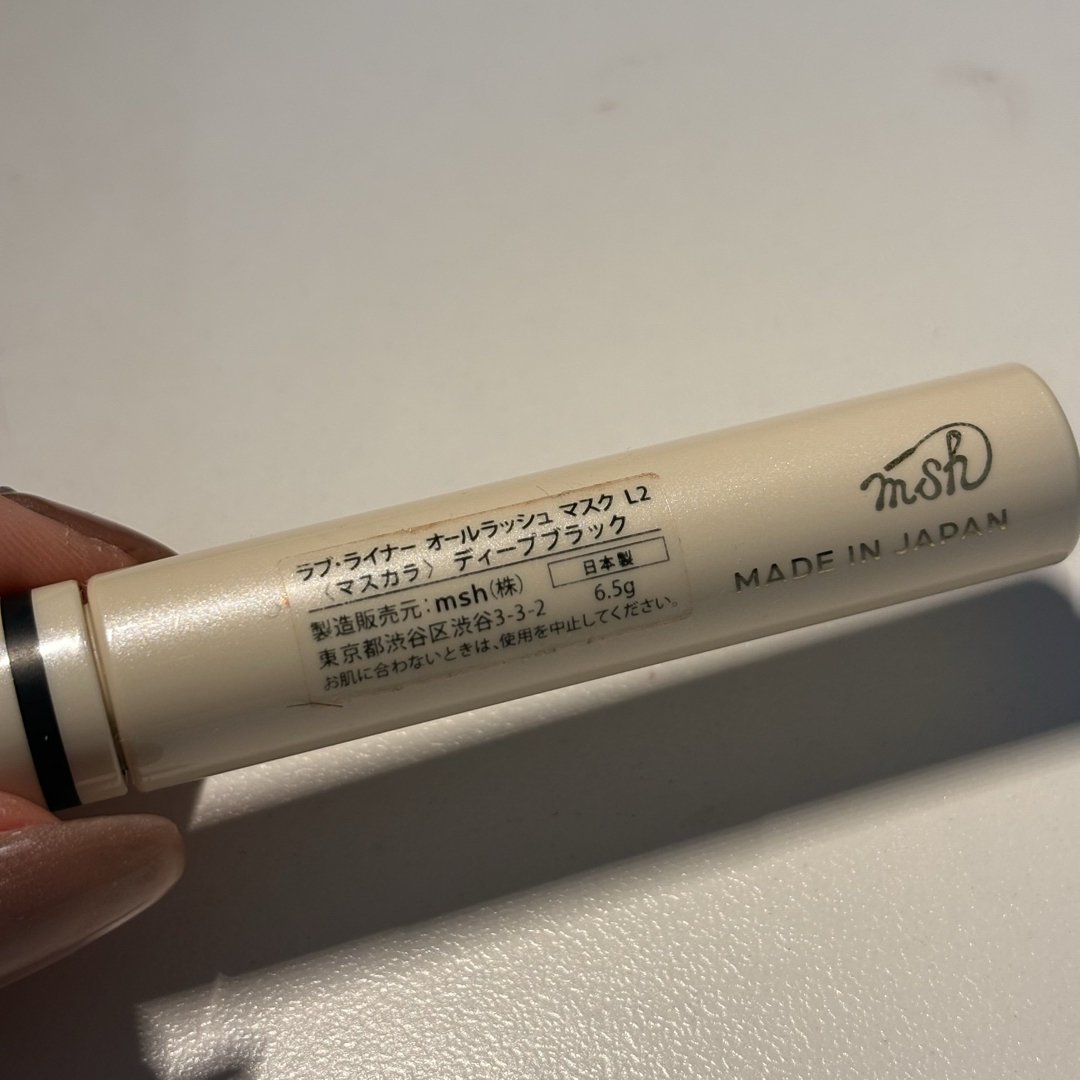 ラブ・ライナー オールラッシュ マスク L2
〈マスカラ〉 ディープブラック
製造販売元：msh(株) 日本製
東京都渋谷区渋谷3-3-2 6.5g
お肌に合わないときは、使用を中止してください。
msh
MADE IN JAPAN